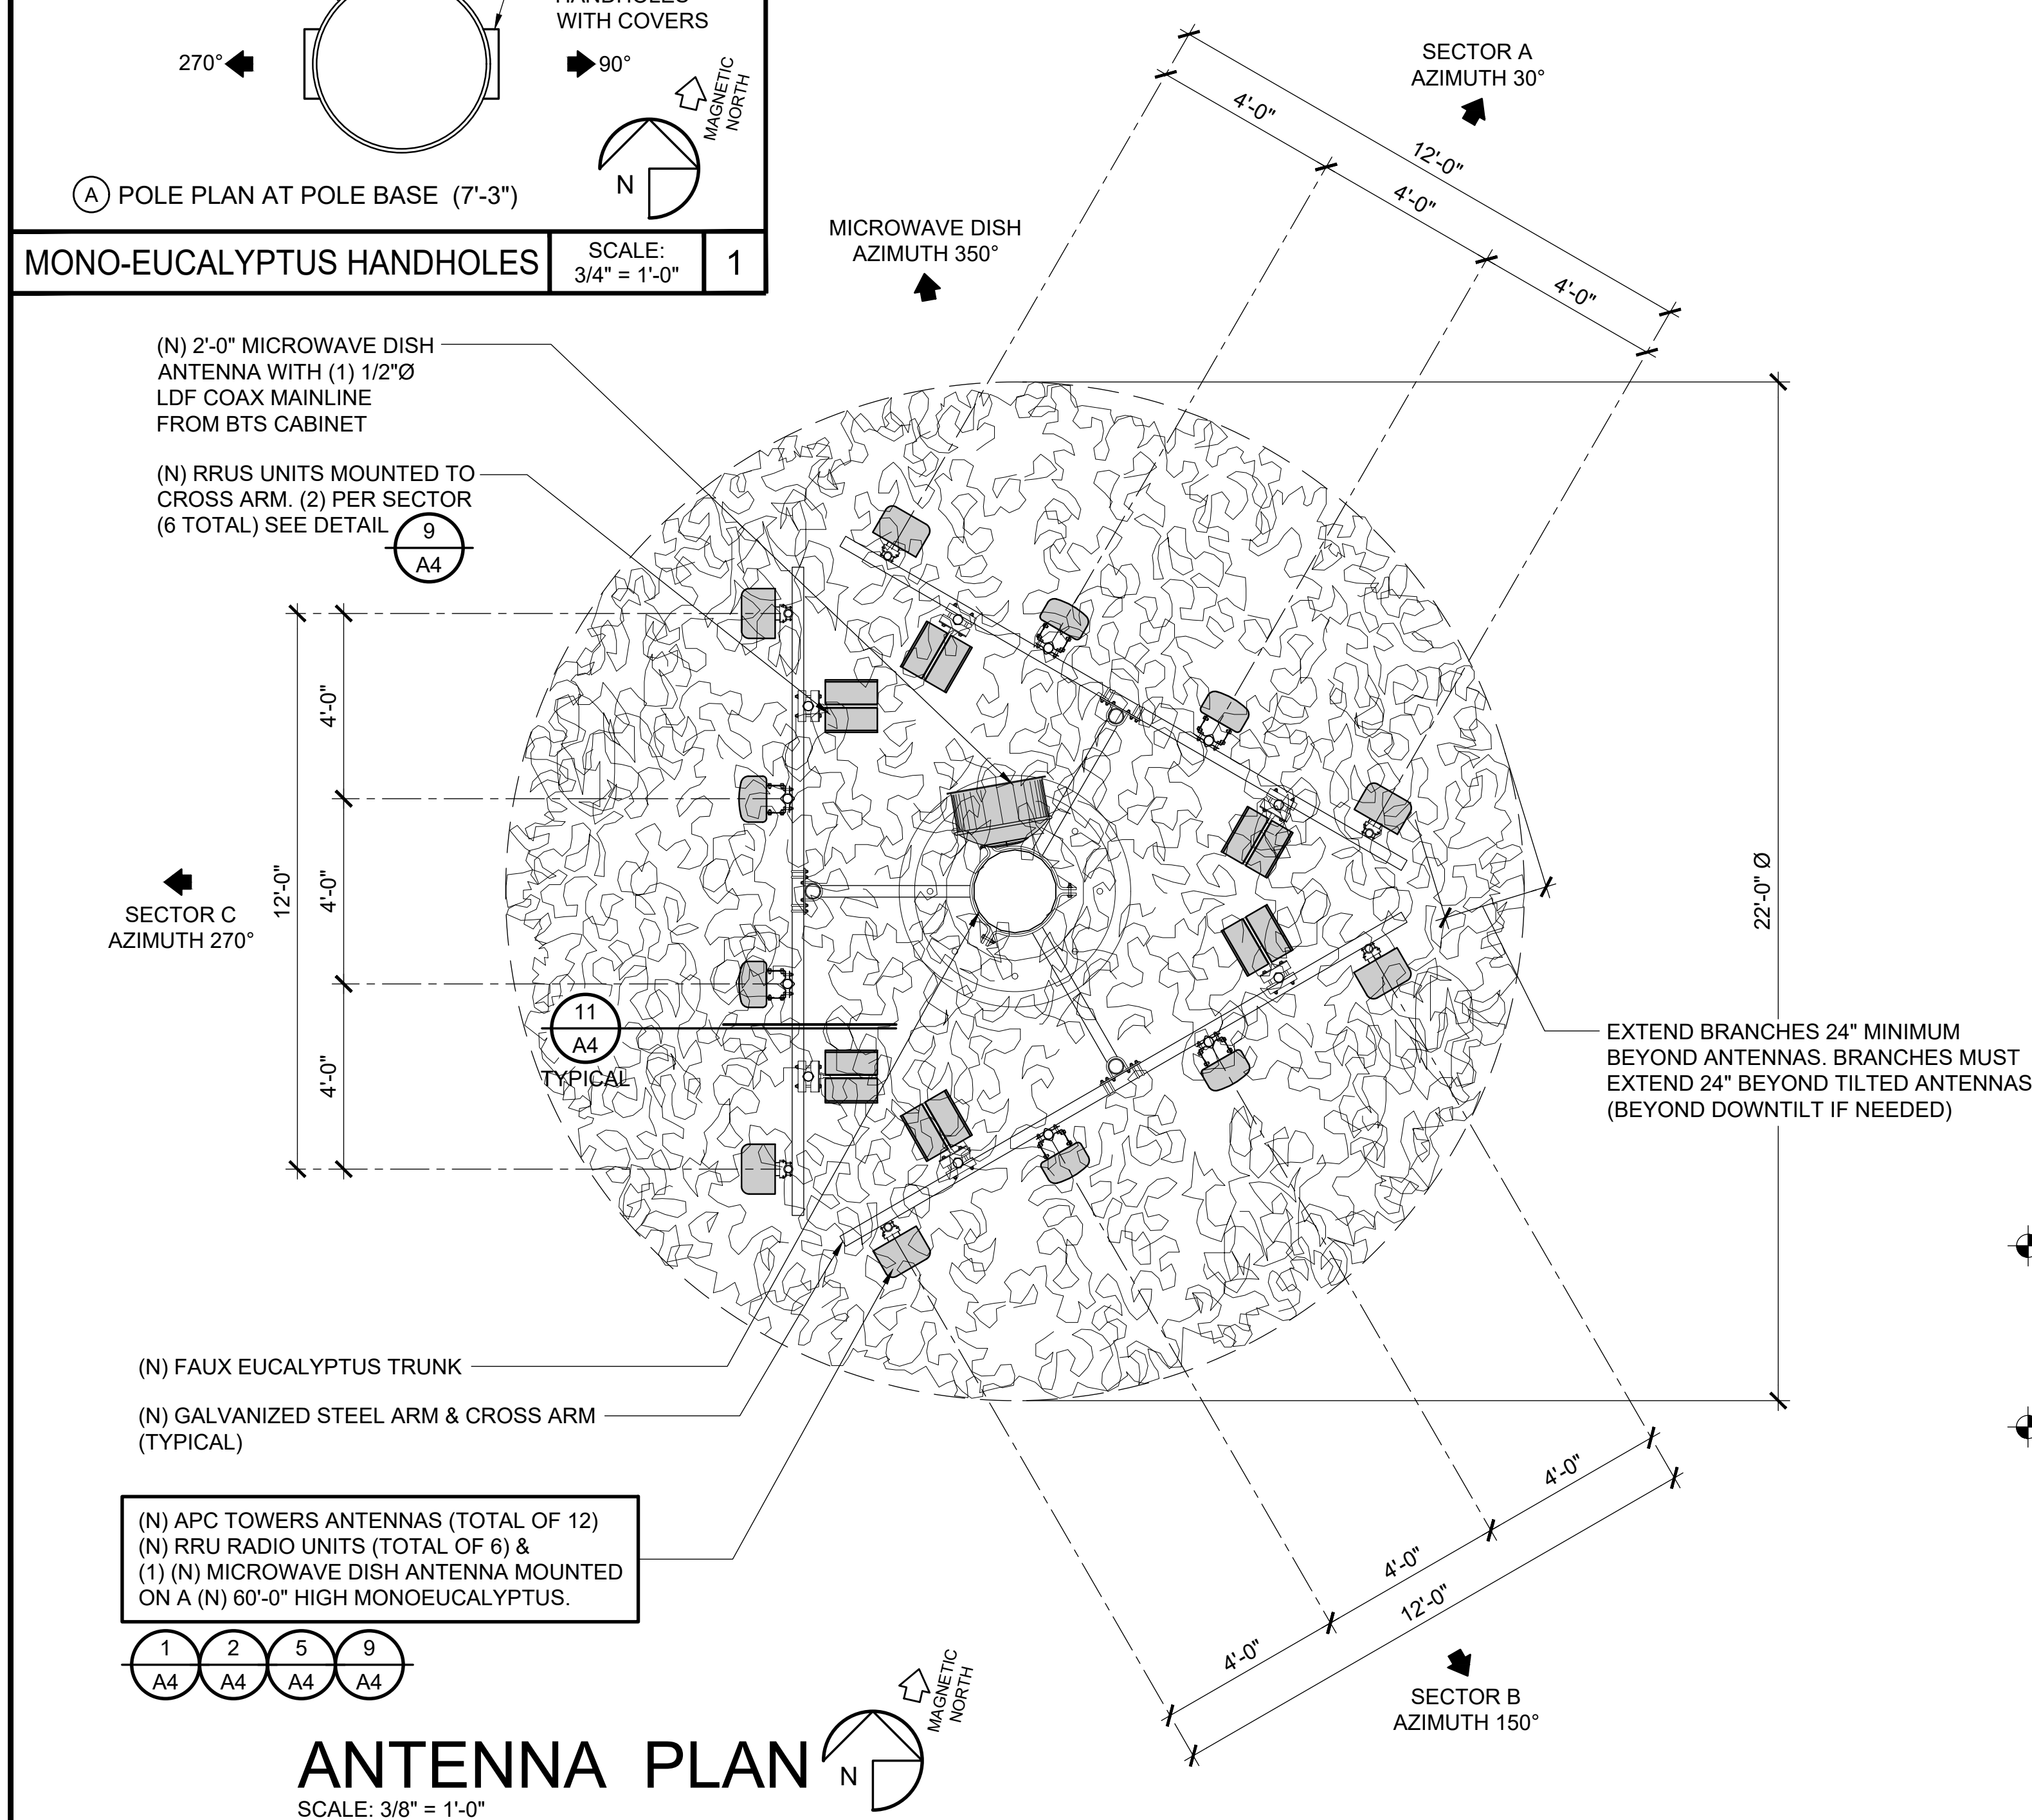 HANDHOLES
WITH COVERS
270°
90°
MAGNETIC
NORTH
N
A POLE PLAN AT POLE BASE (7'-3")
MONO-EUCALYPTUS HANDHOLES
SCALE:
3/4" = 1'-0"
1
SECTOR A
AZIMUTH 30°
4'-0"
12'-0"
4'-0"
4'-0"
MICROWAVE DISH
AZIMUTH 350°
(N) 2'-0" MICROWAVE DISH
ANTENNA WITH (1) 1/2"Ø
LDF COAX MAINLINE
FROM BTS CABINET
(N) RRUS UNITS MOUNTED TO
CROSS ARM. (2) PER SECTOR
(6 TOTAL) SEE DETAIL
9
A4
4'-0"
12'-0"
4'-0"
4'-0"
SECTOR C
AZIMUTH 270°
22'-0" Ø
11
A4
TYPICAL
EXTEND BRANCHES 24" MINIMUM
BEYOND ANTENNAS. BRANCHES MUST
EXTEND 24" BEYOND TILTED ANTENNAS
(BEYOND DOWNTILT IF NEEDED)
(N) FAUX EUCALYPTUS TRUNK
(N) GALVANIZED STEEL ARM & CROSS ARM
(TYPICAL)
(N) APC TOWERS ANTENNAS (TOTAL OF 12)
(N) RRU RADIO UNITS (TOTAL OF 6) &
(1) (N) MICROWAVE DISH ANTENNA MOUNTED
ON A (N) 60'-0" HIGH MONOEUCALYPTUS.
1
A4
2
A4
5
A4
9
A4
4'-0"
4'-0"
12'-0"
4'-0"
SECTOR B
AZIMUTH 150°
MAGNETIC
NORTH
N
ANTENNA PLAN
SCALE: 3/8" = 1'-0"